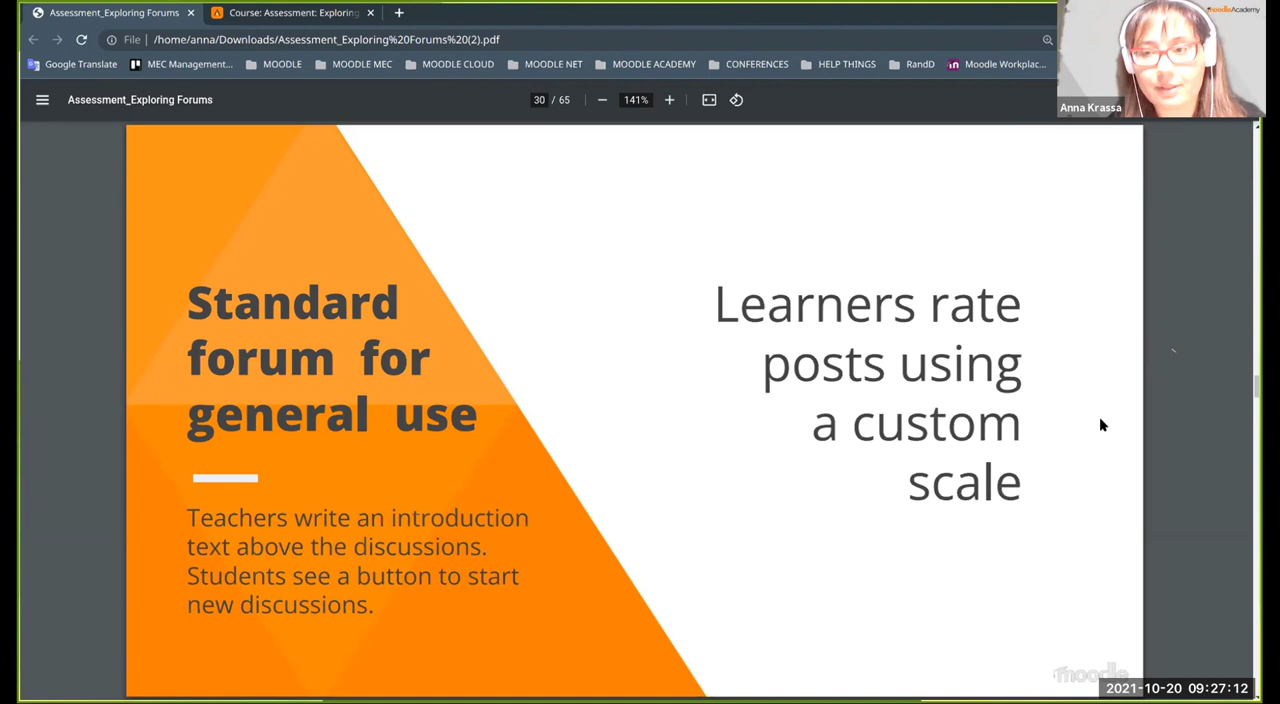 Assessment_Exploring Forums
Course: Assessment: Exploring
File
/home/anna/Downloads/Assessment_Exploring%20Forums%20(2).pdf
Google Translate
MEC Management...
MOODLE
MOODLE MEC
MOODLE CLOUD
MOODLE NET
MOODLE ACADEMY
CONFERENCES
HELP THINGS
RandD
Moodle Workplac...
moodleAcademy
Anna Krassa
Assessment_Exploring Forums
30 / 65
141%
Standard
forum for
general use
Teachers write an introduction
text above the discussions.
Students see a button to start
new discussions.
Learners rate
posts using
a custom
scale
moodle
2021-10-20 09:27:12